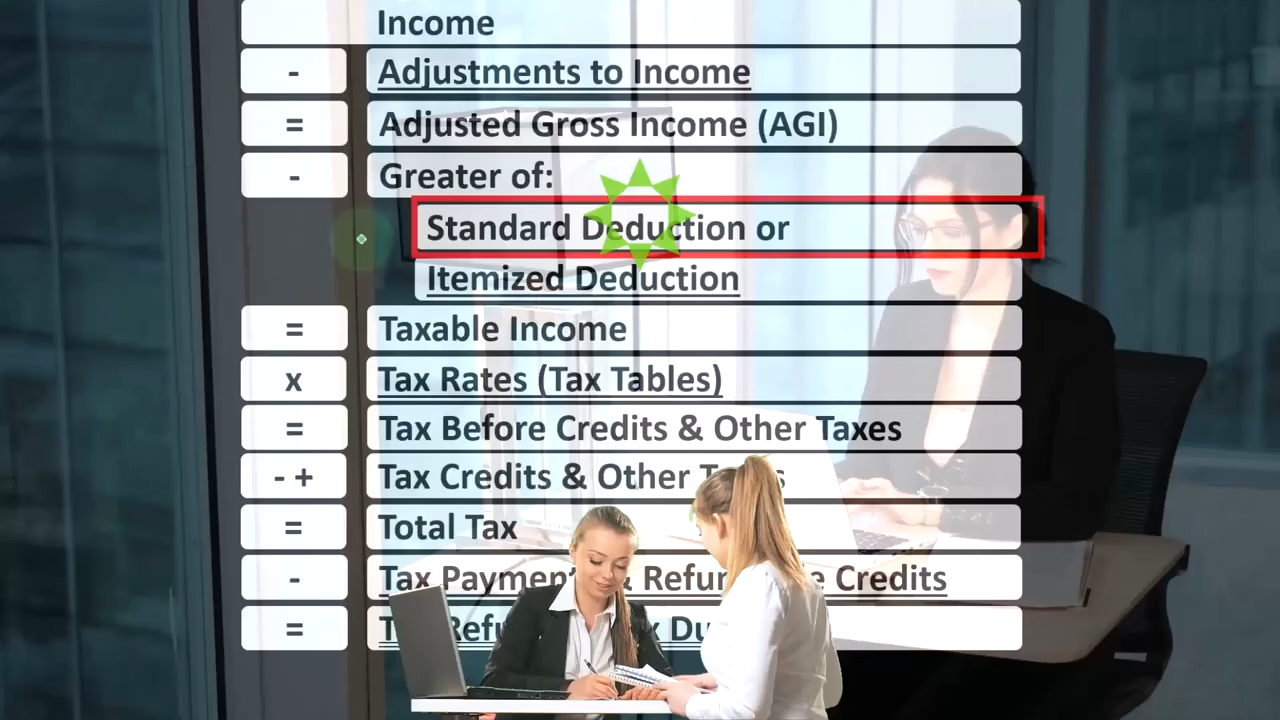 Income
- Adjustments to Income
= Adjusted Gross Income (AGI)
- Greater of:
Standard Deduction or
Itemized Deduction
= Taxable Income
x Tax Rates (Tax Tables)
= Tax Before Credits & Other Taxes
- + Tax Credits & Other
= Total Tax
- Tax & Credits
=